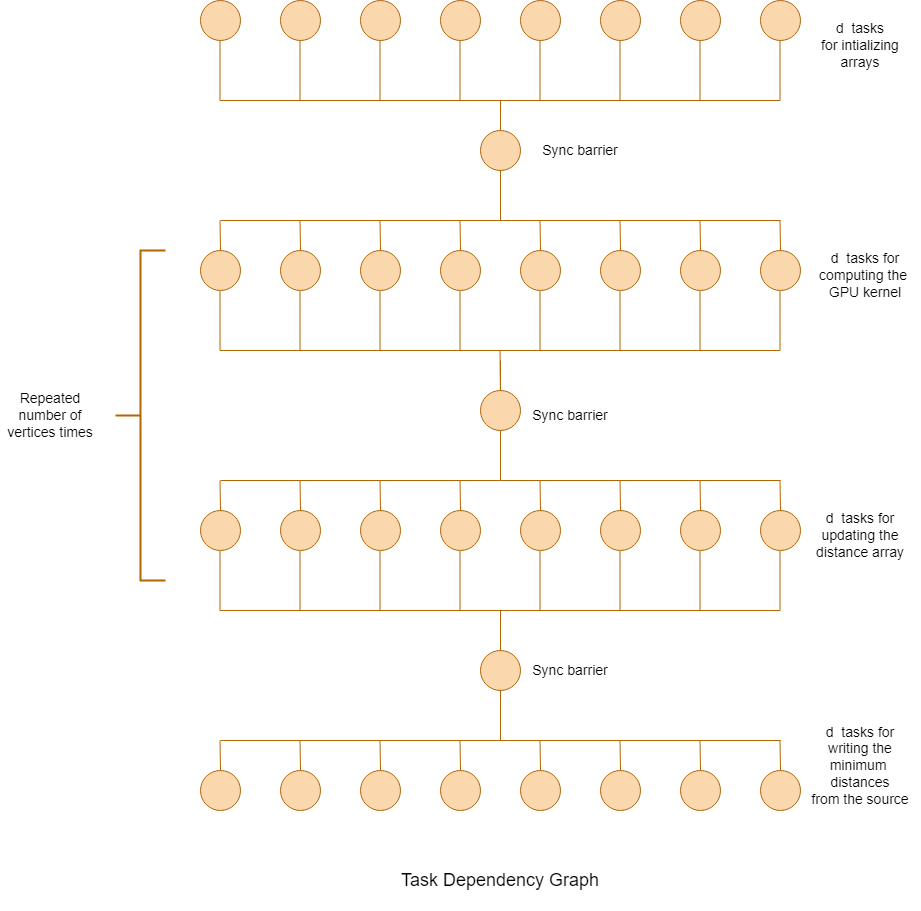 d tasks
for intializing
arrays
Sync barrier
d tasks for
computing the
GPU kernel
Repeated
number of
vertices times
Sync barrier
d tasks for
updating the
distance array
Sync barrier
d tasks for
writing the
minimum
distances
from the source
Task Dependency Graph